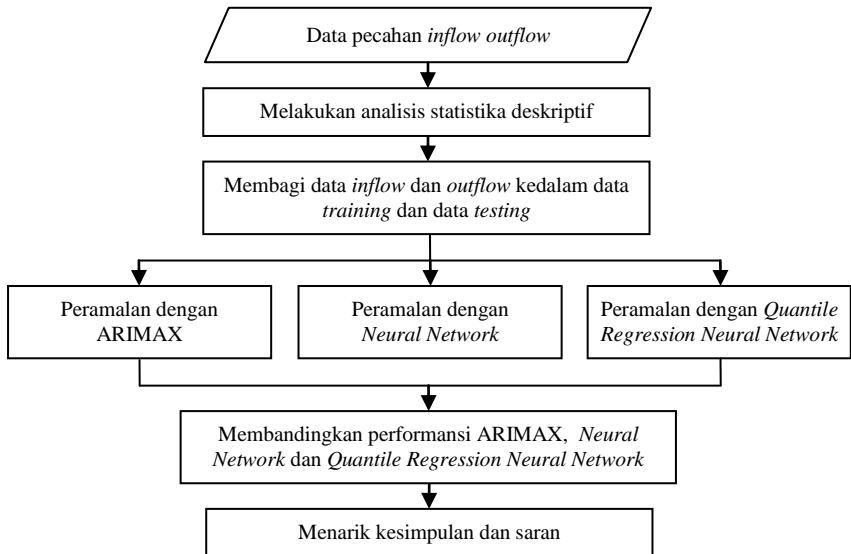 Data pecahan inflow outflow
Melakukan analisis statistika deskriptif
Membagi data inflow dan outflow kedalam data
training dan data testing
Peramalan dengan
ARIMAX
Peramalan dengan
Neural Network
Peramalan dengan Quantile
Regression Neural Network
Membandingkan performansi ARIMAX, Neural
Network dan Quantile Regression Neural Network
Menarik kesimpulan dan saran